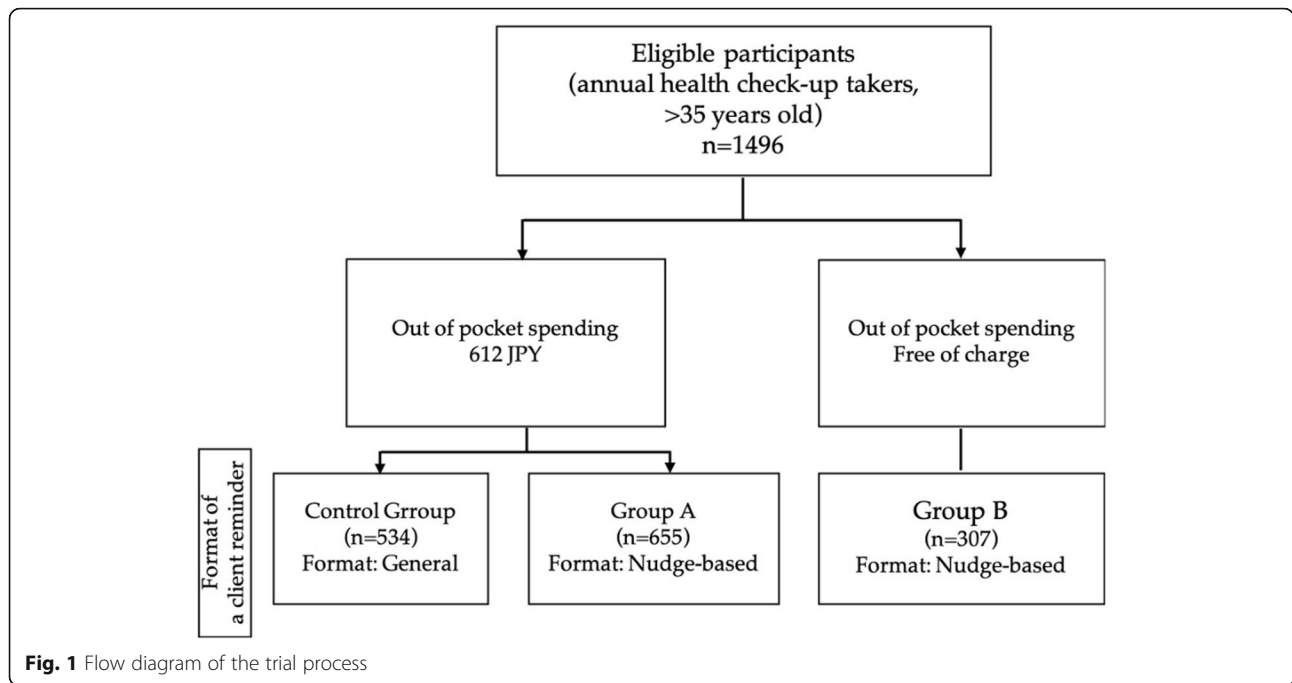 Eligible participants
(annual health check-up takers,
>35 years old)
n=1496
Out of pocket spending
612 JPY
Out of pocket spending
Free of charge
Format of
a client reminder
Control Grroup
(n=534)
Format: General
Group A
(n=655)
Format: Nudge-based
Group B
(n=307)
Format: Nudge-based
Fig. 1 Flow diagram of the trial process